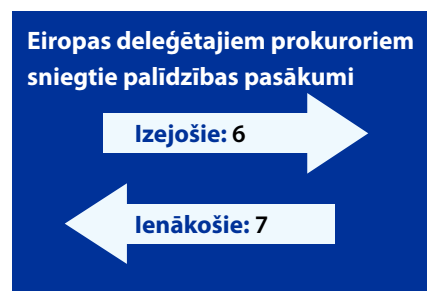 Eiropas deleģētajiem prokuroriem
sniegtie palīdzības pasākumi
Izejošie: 6
Ienākošie: 7